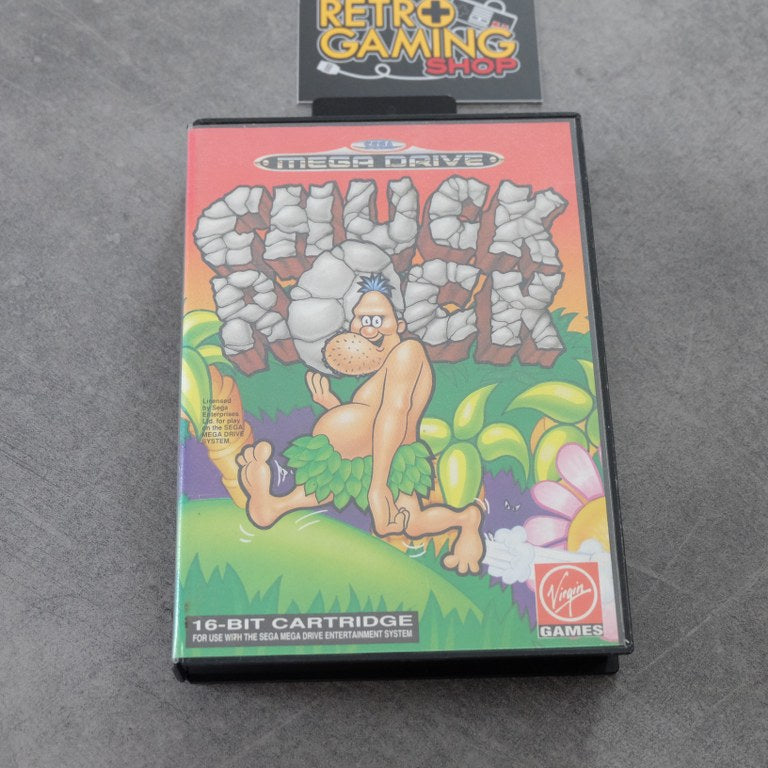 RETRO
GAMING
SHOP
SEGA
MEGA DRIVE
CHUCK
ROCK
Licensed
by Sega
Enterprises
Ltd. for play
on the SEGA
MEGA DRIVE
SYSTEM.
Virgin
GAMES
16-BIT CARTRIDGE
FOR USE WITH THE SEGA MEGA DRIVE ENTERTAINMENT SYSTEM